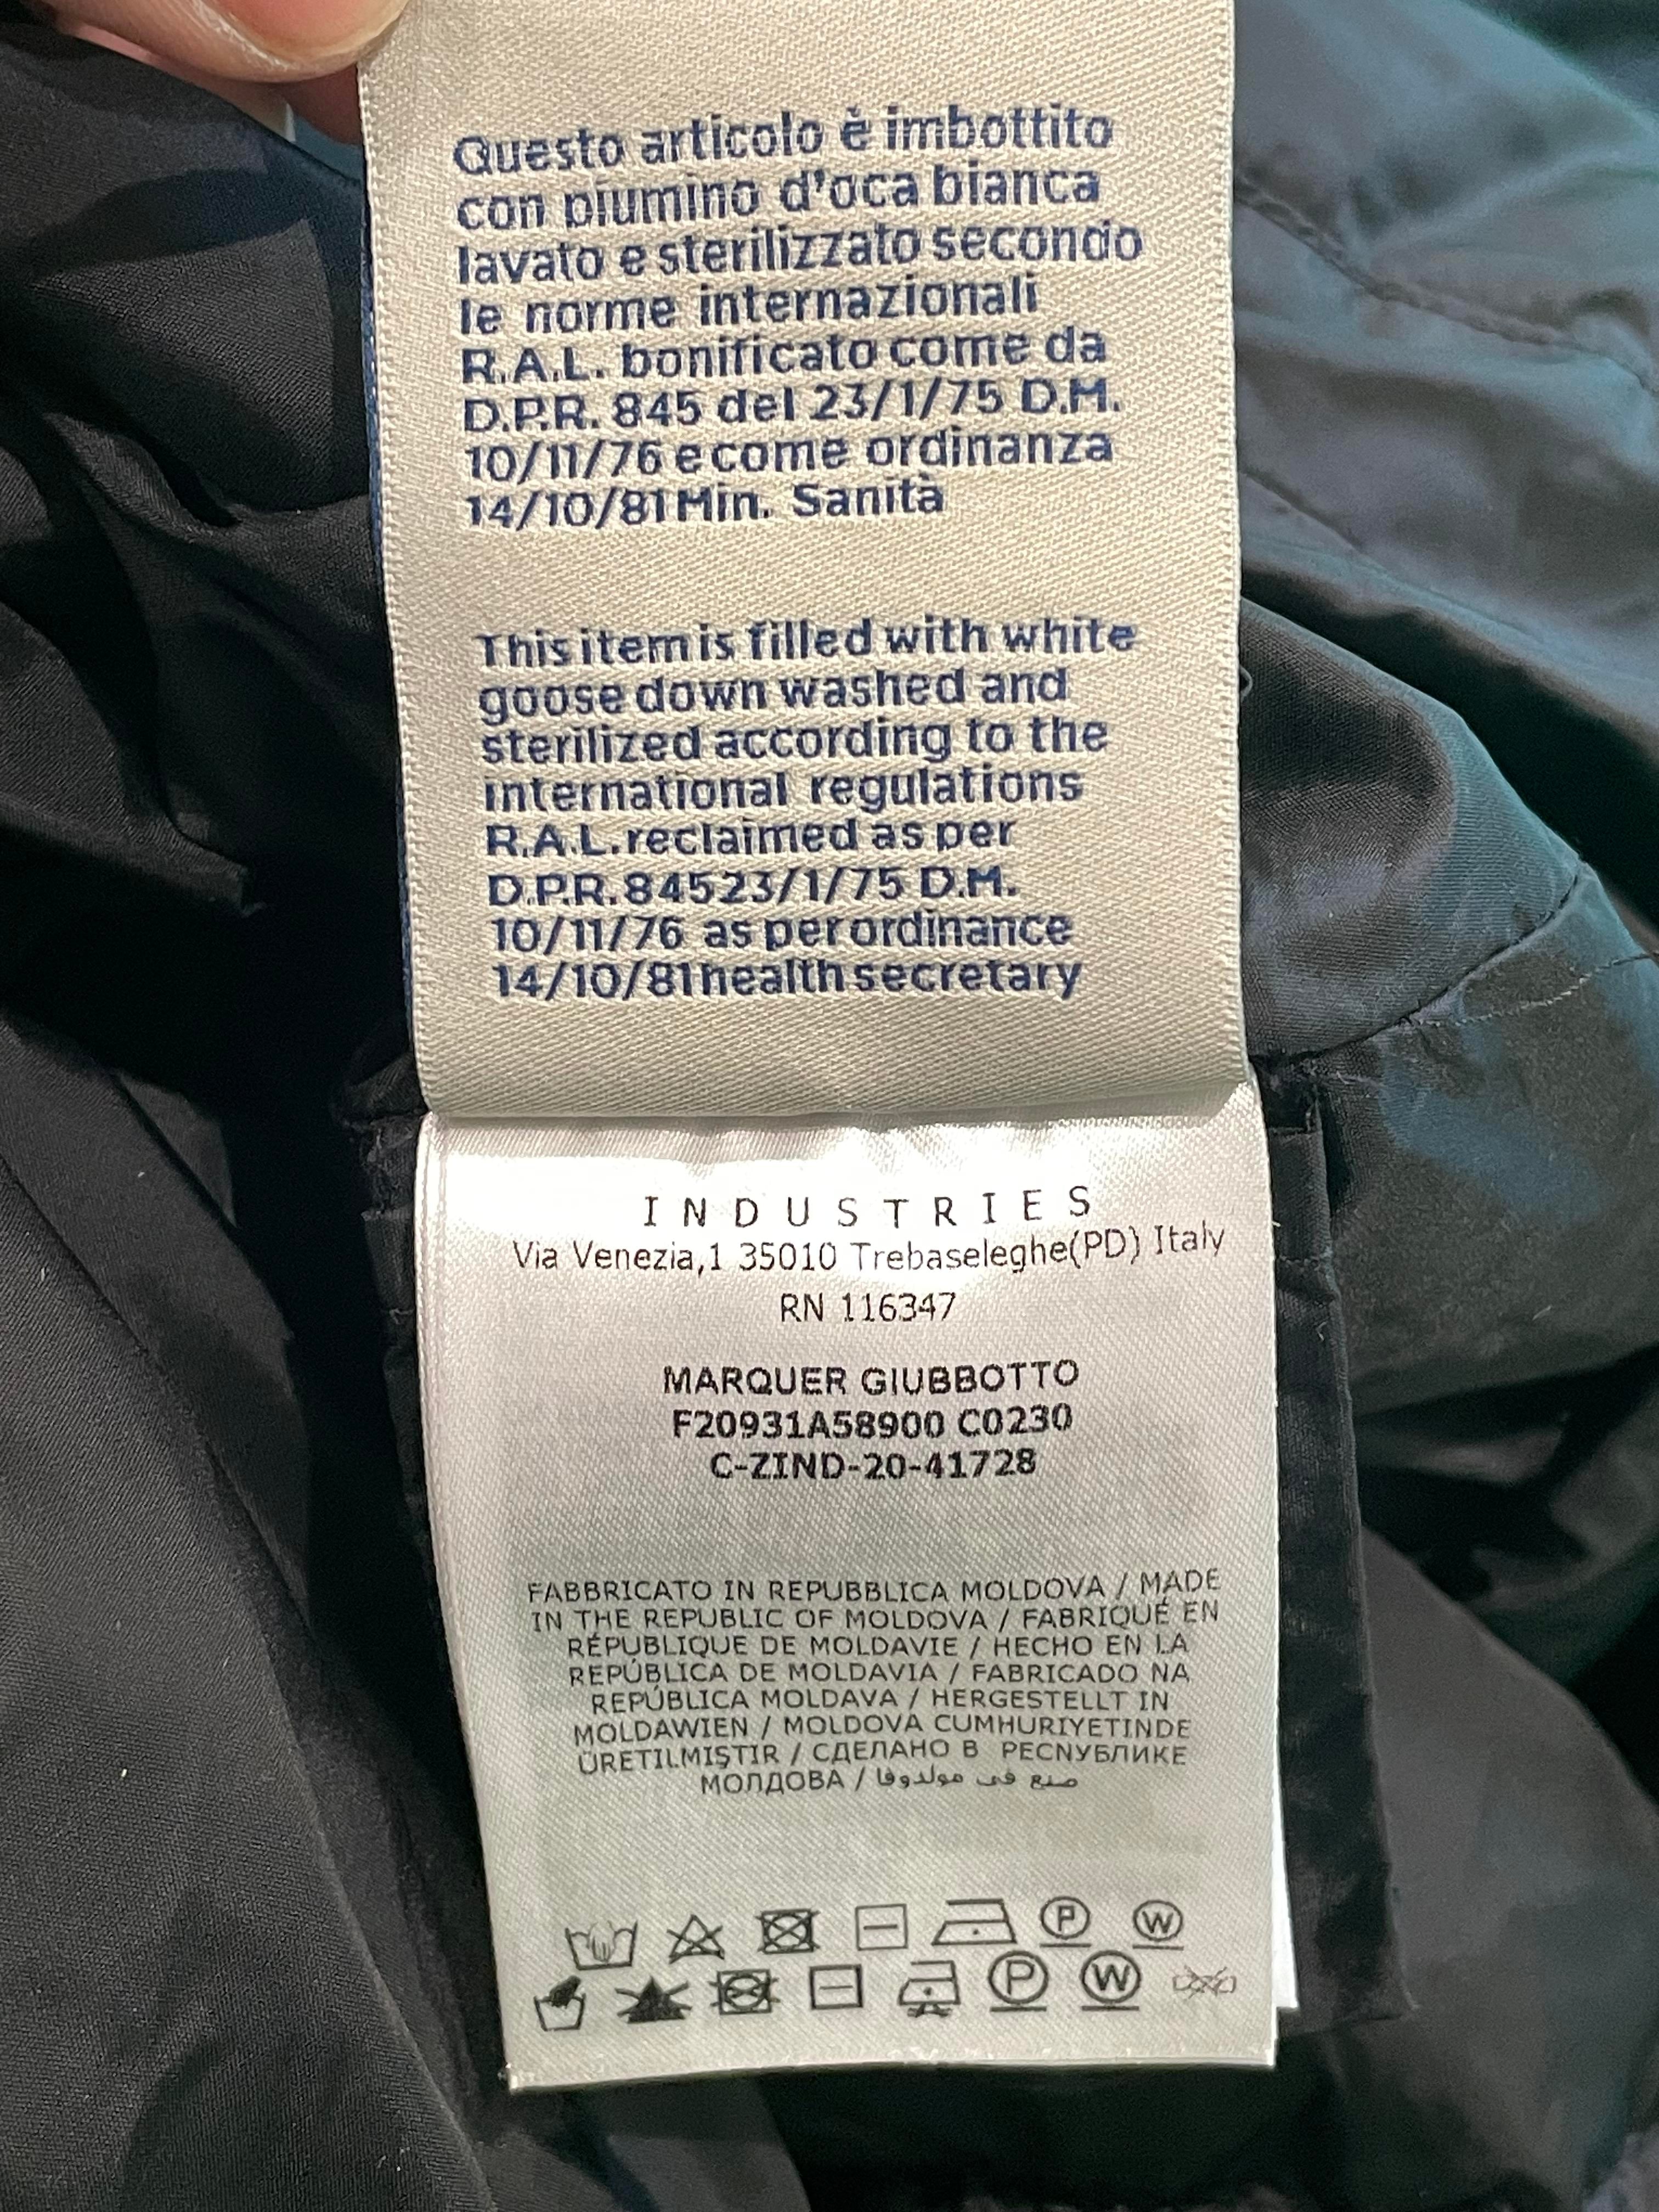 Questo articolo è imbottito
con piumino d'oca bianca
lavato e sterilizzato secondo
le norme internazionali
R.A.L. bonificato come da
D.P.R. 845 del 23/1/75 D.M.
10/11/76 e come ordinanza
14/10/81 Min. Sanità
This item is filled with white
goose down washed and
sterilized according to the
international regulations
R.A.L. reclaimed as per
D.P.R. 845 23/1/75 D.M.
10/11/76 as per ordinance
14/10/81 health secretary
INDUSTRIES
Via Venezia,1 35010 Trebaseleghe(PD) Italy
RN 116347
MARQUER GIUBBOTTO
F20931A58900 C0230
C-ZIND-20-41728
FABBRICATO IN REPUBBLICA MOLDOVA / MADE
IN THE REPUBLIC OF MOLDOVA / FABRIQUÉ EN
RÉPUBLIQUE DE MOLDAVIE / HECHO EN LA
REPÚBLICA DE MOLDAVIA / FABRICADO NA
REPÚBLICA MOLDAVA / HERGESTELLT IN
MOLDAWIEN / MOLDOVA CUMHURIYETINDE
ÜRETILMIŞTIR / СДЕЛАНО В РЕСПУБЛИКЕ
МОЛДОВА / صنع في مولدوفا
P W
P W